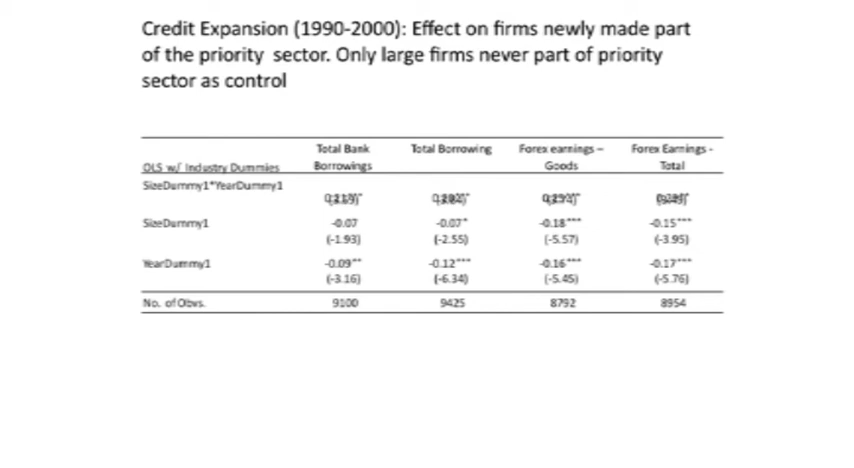 Credit Expansion (1990-2000): Effect on firms newly made part
of the priority sector. Only large firms never part of priority
sector as control
Total Bank Total Borrowing Forex earnings – Forex Earnings -
OLS w/ Industry Dummies Borrowings Goods Total
SizeDummy1*YearDummy1
SizeDummy1 -0.07 -0.07* -0.18*** -0.15***
(-1.93) (-2.55) (-5.57) (-3.95)
YearDummy1 -0.09** -0.12*** -0.16*** -0.17***
(-3.16) (-6.34) (-5.45) (-5.76)
No. of Obvs. 9100 9425 8792 8954